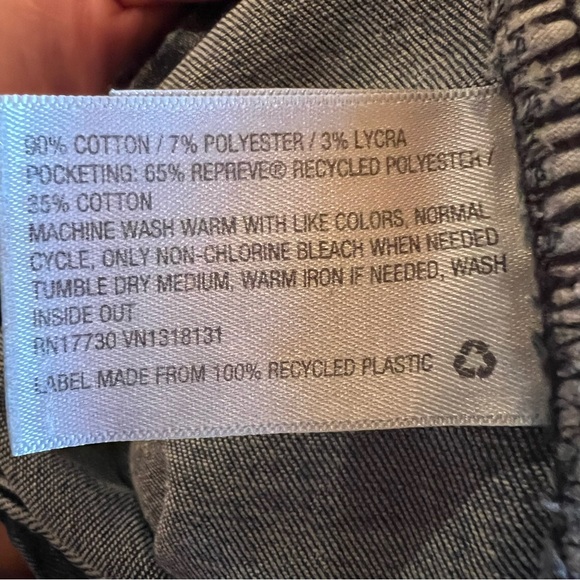 90% COTTON / 7% POLYESTER / 3% LYCRA
POCKETING: 65% REPREVE® RECYCLED POLYESTER /
35% COTTON
MACHINE WASH WARM WITH LIKE COLORS, NORMAL
CYCLE, ONLY NON-CHLORINE BLEACH WHEN NEEDED
TUMBLE DRY MEDIUM, WARM IRON IF NEEDED, WASH
INSIDE OUT
RN17730 VN1318131
LABEL MADE FROM 100% RECYCLED PLASTIC